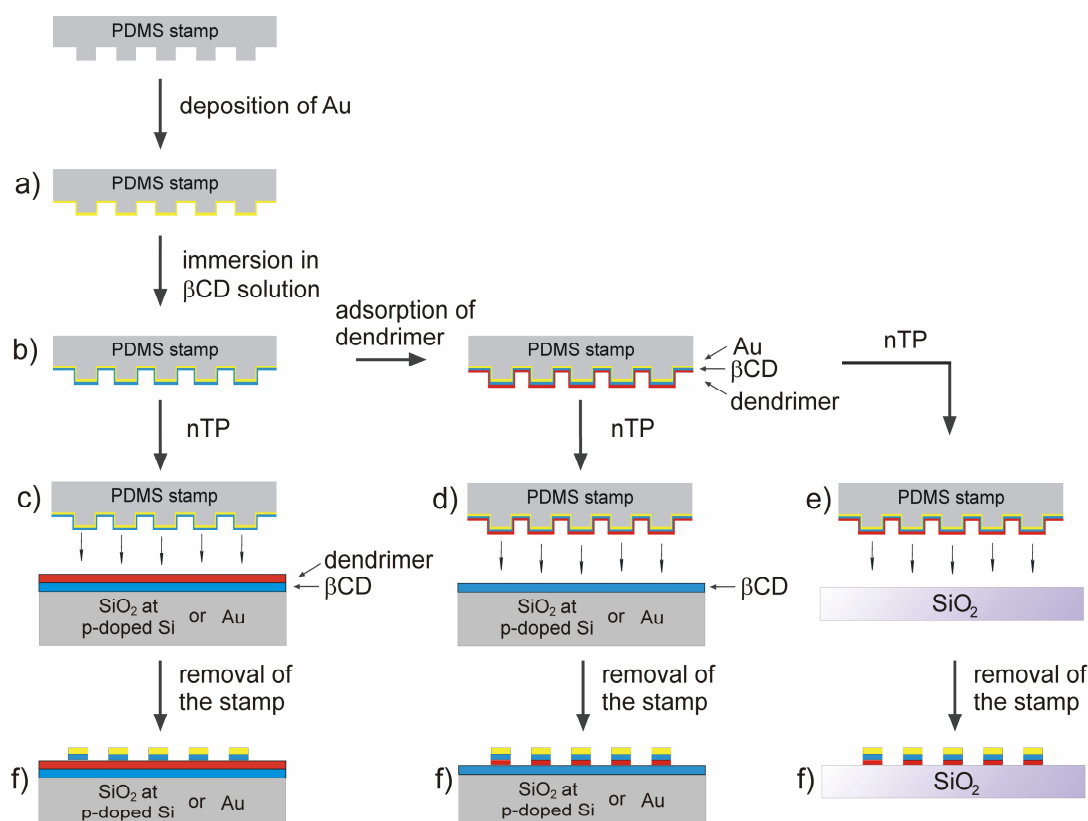 PDMS stamp
deposition of Au
a)
PDMS stamp
immersion in
βCD solution
b)
PDMS stamp
adsorption of
dendrimer
PDMS stamp
Au
βCD
dendrimer
nTP
nTP
nTP
c)
PDMS stamp
dendrimer
βCD
SiO₂ at
p-doped Si or Au
d)
PDMS stamp
βCD
SiO₂ at
p-doped Si or Au
e)
PDMS stamp
SiO₂
removal of
the stamp
removal of
the stamp
removal of
the stamp
f)
SiO₂ at
p-doped Si or Au
f)
SiO₂ at
p-doped Si or Au
f)
SiO₂